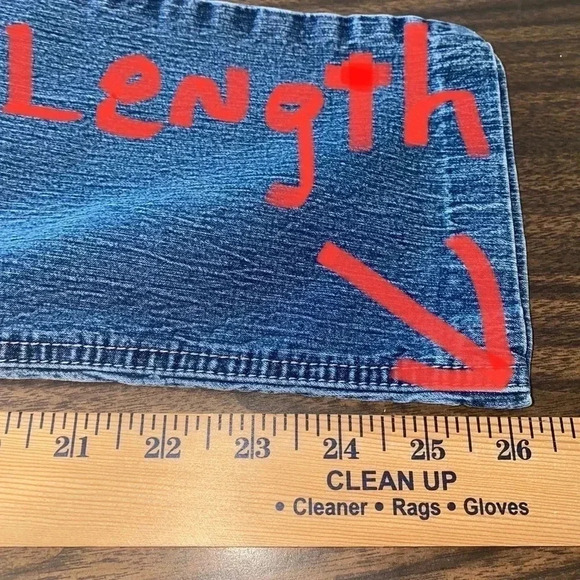 Length
21 22 23 24 25 26
CLEAN UP
• Cleaner • Rags • Gloves